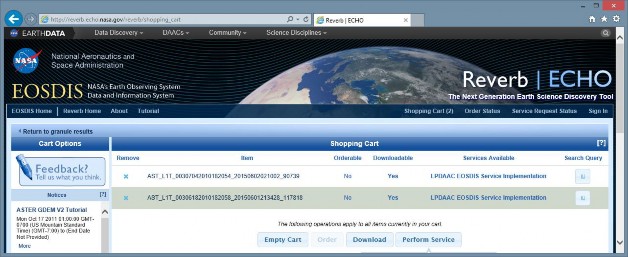 http://reverb.echo.nasa.gov/reverb/shopping_cart
Reverb | ECHO
EARTHDATA Data Discovery DAACs Community Science Disciplines
NASA
National Aeronautics and
Space Administration
EOSDIS NASA's Earth Observing System
Data and Information System
Reverb | ECHO
The Next Generation Earth Science Discovery Tool
EOSDIS Home Reverb Home About Tutorial Shopping Cart (2) Order Status Service Request Status Sign In
Return to granule results
Cart Options
Feedback?
Tell us what you think.
Notices [?]
ASTER GDEM V2 Tutorial
Mon Oct 17 2011 01:00:00 GMT-
0700 (US Mountain Standard
Time) (GMT-7.00) to (End Date
Not Provided)
More
Shopping Cart [?]
Remove Item Orderable Downloadable Services Available Search Query
AST_L1T_00307042010182054_20150602021002_90739 No Yes LPDAAC EOSDIS Service Implementation
AST_L1T_00306182010182058_20150601213428_117818 No Yes LPDAAC EOSDIS Service Implementation
The following operations apply to all items currently in your cart.
Empty Cart Order Download Perform Service